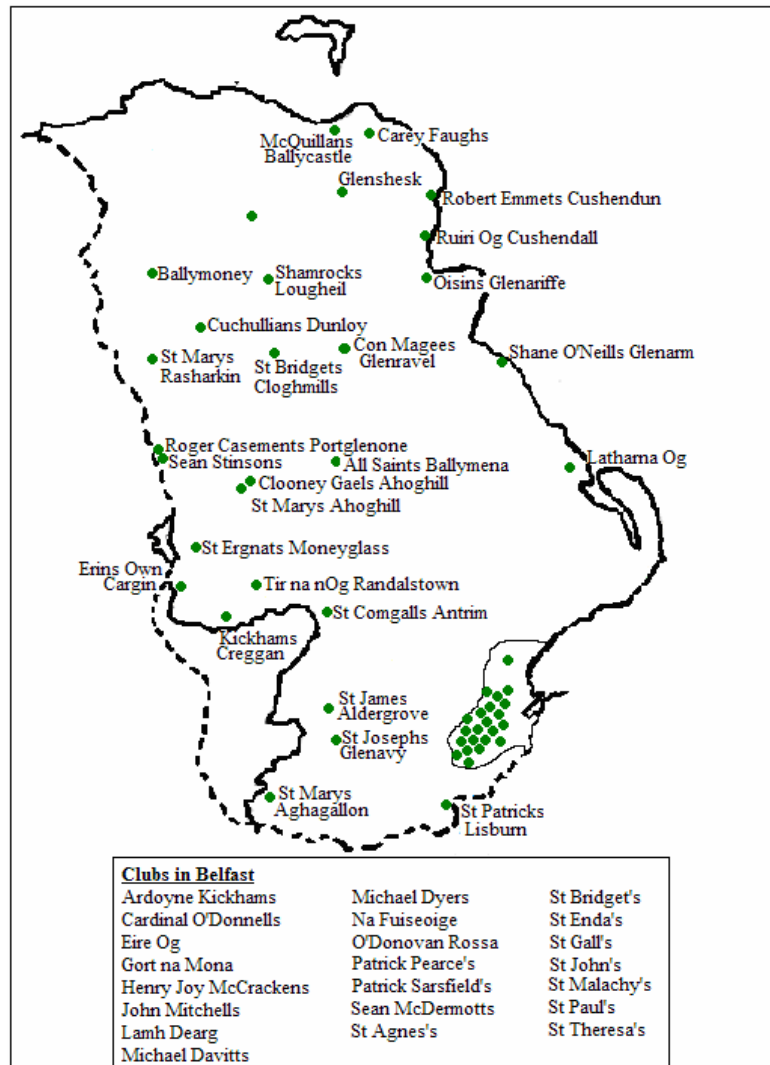 McQuillans
Ballycastle
Carey Faughs
Glenshesk
Robert Emmets Cushendun
Ruiri Og Cushendall
Ballymoney
Shamrocks
Lougheil
Oisins Glenariffe
Cuchullians Dunloy
Con Magees
Glenravel
St Marys
Rasharkin
St Bridgets
Cloghmills
Shane O'Neills Glenarm
Roger Casements Portglenone
Sean Stinsons
All Saints Ballymena
Latharna Og
Clooney Gaels Ahoghill
St Marys Ahoghill
St Ergnats Moneyglass
Erins Own
Cargin
Tir na nOg Randalstown
St Comgalls Antrim
Kickhams
Creggan
St James
Aldergrove
St Josephs
Glenavy
St Marys
Aghagallon
St Patricks
Lisburn
Clubs in Belfast
Ardoyne Kickhams
Cardinal O'Donnells
Eire Og
Gort na Mona
Henry Joy McCrackens
John Mitchells
Lamh Dearg
Michael Davitts
Michael Dyers
Na Fuiseoige
O'Donovan Rossa
Patrick Pearce's
Patrick Sarsfield's
Sean McDermotts
St Agnes's
St Bridget's
St Enda's
St Gall's
St John's
St Malachy's
St Paul's
St Theresa's